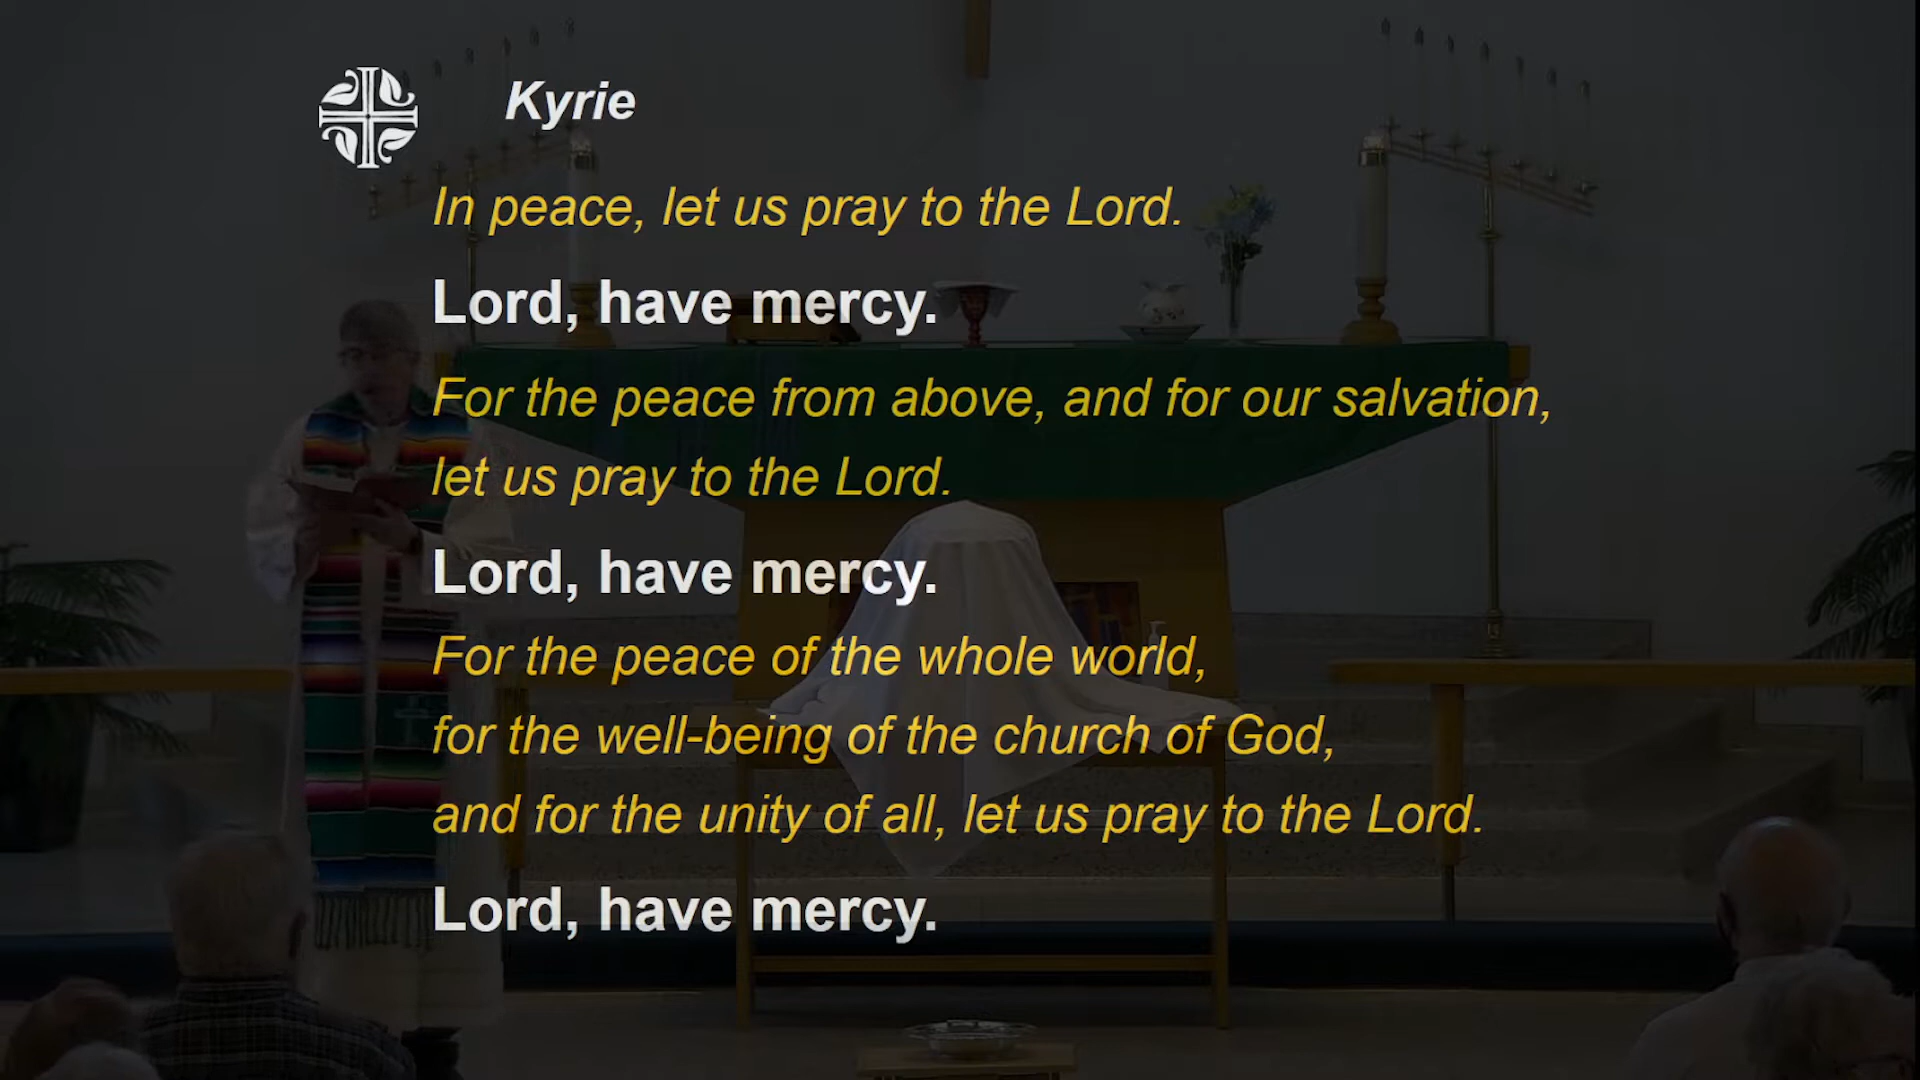 Kyrie
In peace, let us pray to the Lord.
Lord, have mercy.
For the peace from above, and for our salvation,
let us pray to the Lord.
Lord, have mercy.
For the peace of the whole world,
for the well-being of the church of God,
and for the unity of all, let us pray to the Lord.
Lord, have mercy.